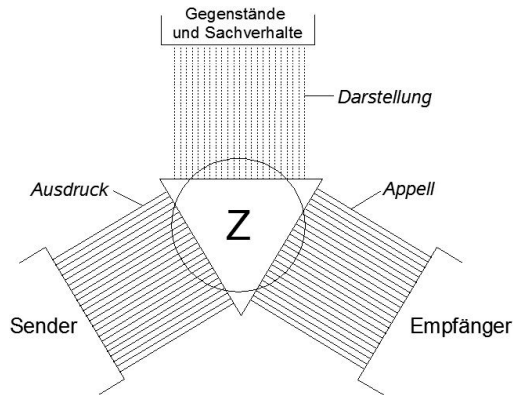 Gegenstände
und Sachverhalte
Darstellung
Ausdruck
Appell
Z
Sender
Empfänger